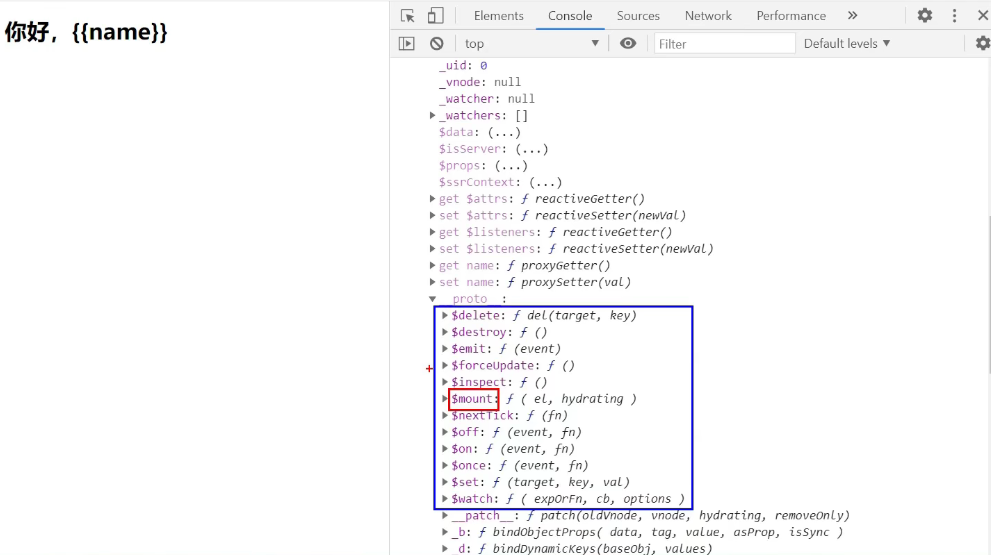 你好，{{name}}
Elements Console Sources Network Performance »
top Filter Default levels
_uid: 0
_vnode: null
_watcher: null
_watchers: []
$data: (...)
$isServer: (...)
$props: (...)
$ssrContext: (...)
get $attrs: ƒ reactiveGetter()
set $attrs: ƒ reactiveSetter(newVal)
get $listeners: ƒ reactiveGetter()
set $listeners: ƒ reactiveSetter(newVal)
get name: ƒ proxyGetter()
set name: ƒ proxySetter(val)
__proto__:
$delete: ƒ del(target, key)
$destroy: ƒ ()
$emit: ƒ (event)
$forceUpdate: ƒ ()
$inspect: ƒ ()
$mount: ƒ ( el, hydrating )
$nextTick: ƒ (fn)
$off: ƒ (event, fn)
$on: ƒ (event, fn)
$once: ƒ (event, fn)
$set: ƒ (target, key, val)
$watch: ƒ ( expOrFn, cb, options )
__patch__: ƒ patch(oldVnode, vnode, hydrating, removeOnly)
_b: ƒ bindObjectProps( data, tag, value, asProp, isSync )
_d: ƒ bindDynamicKeys(baseObj, values)